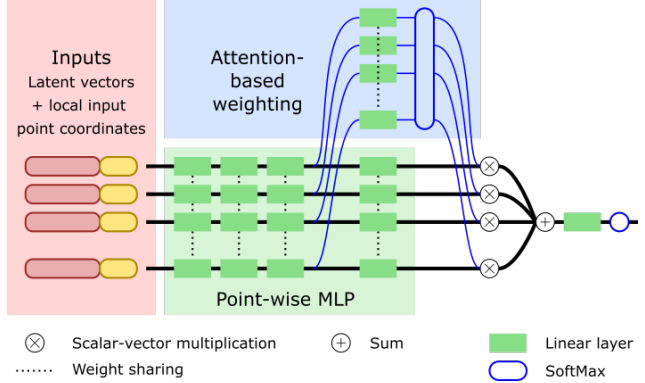 Inputs
Latent vectors
+ local input
point coordinates
Attention-
based
weighting
Point-wise MLP
Scalar-vector multiplication
Sum
Linear layer
Weight sharing
SoftMax